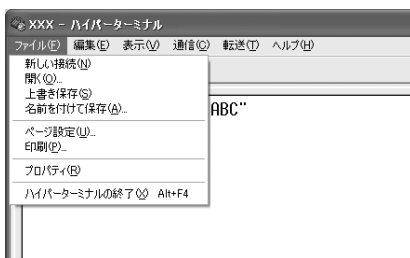 XXX - ハイパーターミナル
ファイル(F) 編集(E) 表示(V) 通信(C) 転送(T) ヘルプ(H)
新しい接続(N)
開く(O)...
上書き保存(S)
名前を付けて保存(A)...
ABC"
ページ設定(U)...
印刷(P)...
プロパティ(R)
ハイパーターミナルの終了(X) Alt+F4